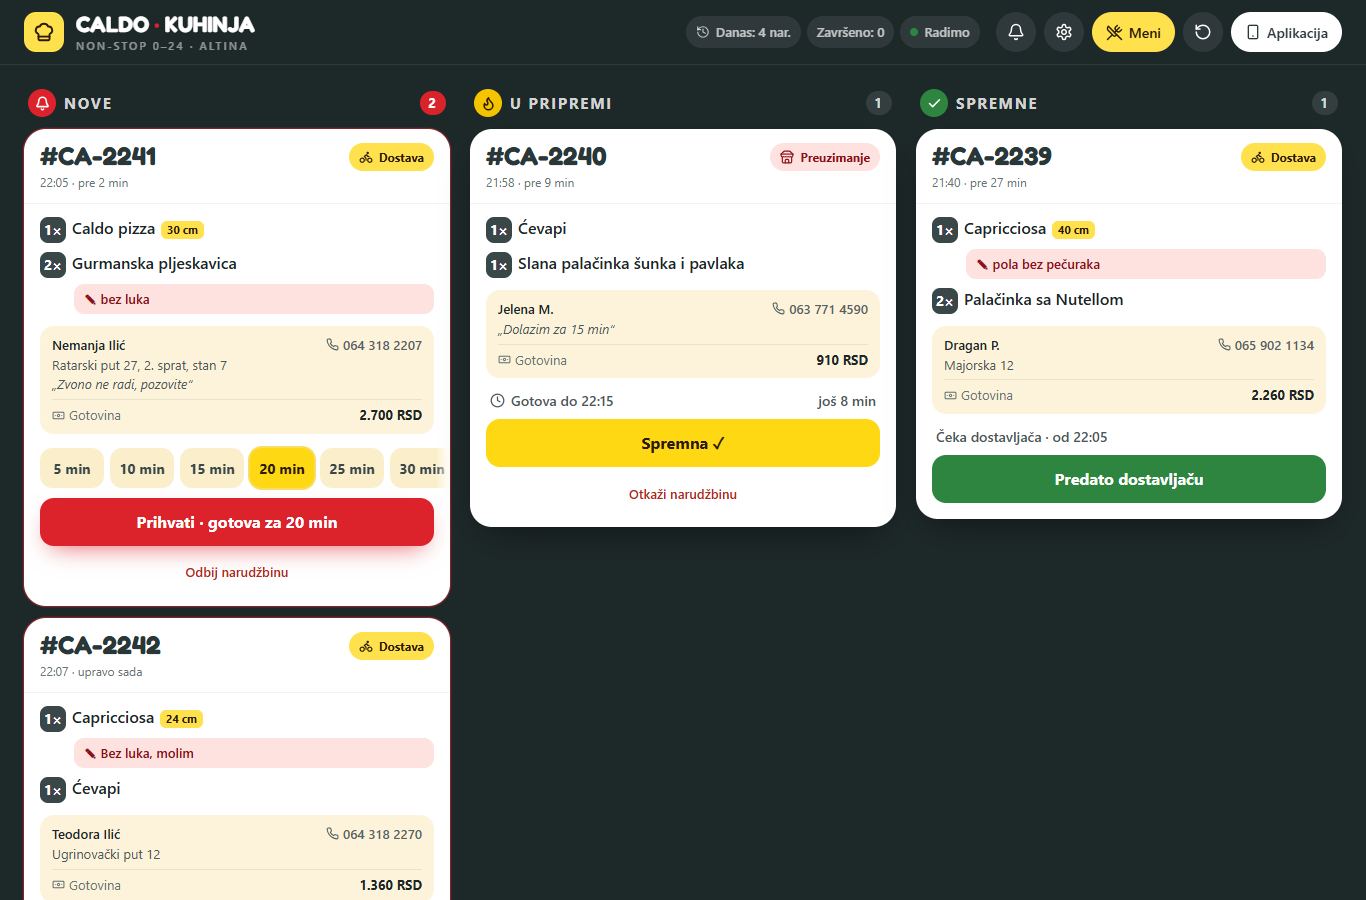 CALDO · KUHINJA
NON-STOP 0–24 · ALTINA
Danas: 4 nar.
Završeno: 0
Radimo
Meni
Aplikacija
NOVE
2
#CA-2241
Dostava
22:05 · pre 2 min
1× Caldo pizza 30 cm
2× Gurmanska pljeskavica
bez luka
Nemanja Ilić
064 318 2207
Ratarski put 27, 2. sprat, stan 7
„Zvono ne radi, pozovite“
Gotovina
2.700 RSD
5 min
10 min
15 min
20 min
25 min
30 min
Prihvati · gotova za 20 min
Odbij narudžbinu
#CA-2242
Dostava
22:07 · upravo sada
1× Capricciosa 24 cm
Bez luka, molim
1× Ćevapi
Teodora Ilić
064 318 2270
Ugrinovački put 12
Gotovina
1.360 RSD
U PRIPREMI
1
#CA-2240
Preuzimanje
21:58 · pre 9 min
1× Ćevapi
1× Slana palačinka šunka i pavlaka
Jelena M.
063 771 4590
„Dolazim za 15 min“
Gotovina
910 RSD
Gotova do 22:15
još 8 min
Spremna ✓
Otkaži narudžbinu
SPREMNE
1
#CA-2239
Dostava
21:40 · pre 27 min
1× Capricciosa 40 cm
pola bez pečuraka
2× Palačinka sa Nutellom
Dragan P.
065 902 1134
Majorska 12
Gotovina
2.260 RSD
Čeka dostavljača · od 22:05
Predato dostavljaču